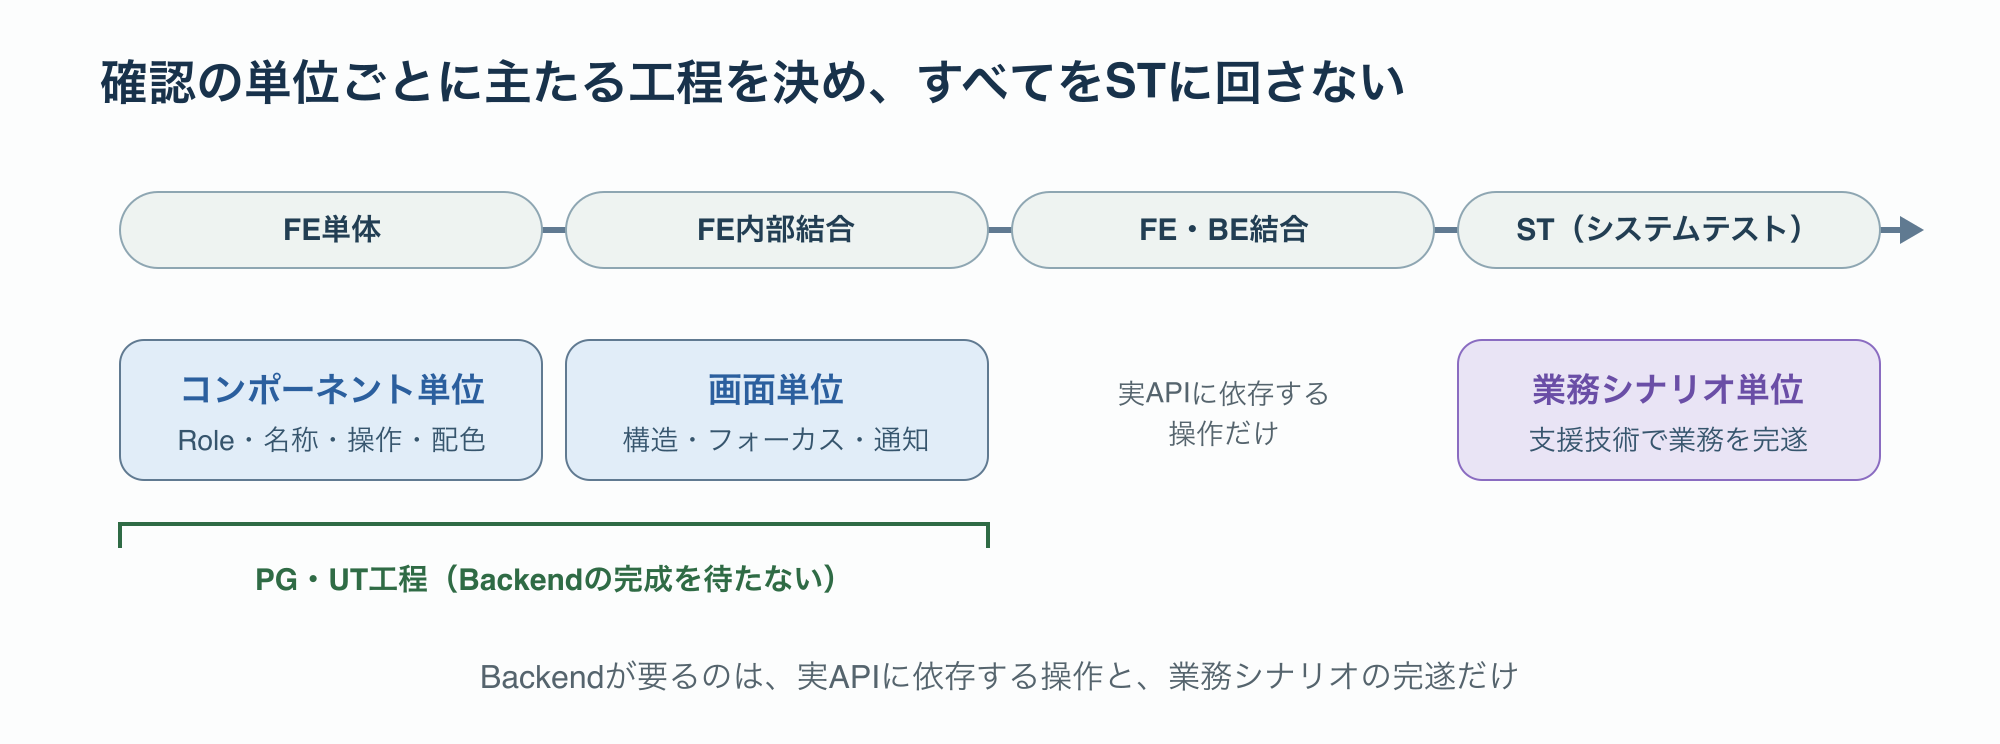 確認の単位ごとに主たる工程を決め、すべてをSTに回さない
FE単体
FE内部結合
FE・BE結合
ST（システムテスト）
コンポーネント単位
Role・名称・操作・配色
画面単位
構造・フォーカス・通知
実APIに依存する
操作だけ
業務シナリオ単位
支援技術で業務を完遂
PG・UT工程（Backendの完成を待たない）
Backendが要るのは、実APIに依存する操作と、業務シナリオの完遂だけ